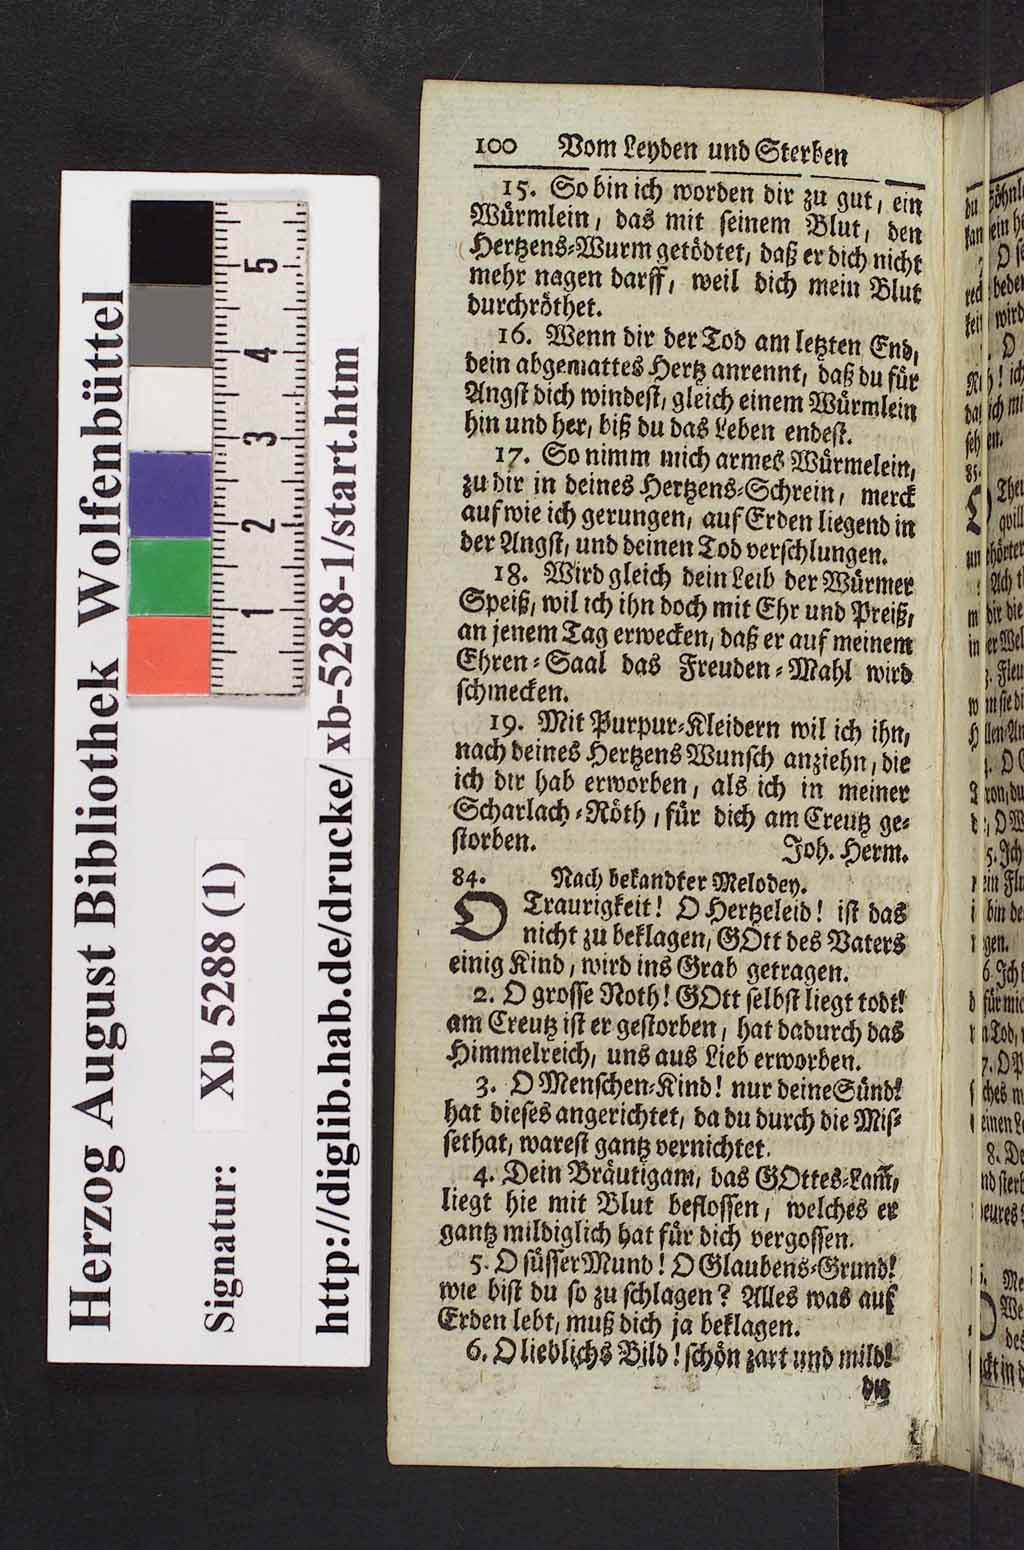 100 Vom Leyden und Sterben
15. So bin ich worden dir zu gut, ein
Würmlein, das mit seinem Blut, den
Hertzens-Wurm getödtet, daß er dich nicht
mehr nagen darff, weil dich mein Blut
durchröthet.
16. Wenn dir der Tod am letzten End,
dein abgemattes Hertz anrennt, daß du für
Angst dich windest, gleich einem Würmlein
hin und her, biß du das Leben endest.
17. So nimm mich armes Würmelein,
zu dir in deines Hertzens-Schrein, merck
auf wie ich gerungen, auf Erden liegend in
der Angst, und deinen Tod verschlungen.
18. Wird gleich dein Leib der Würmer
Speiß, wil ich ihn doch mit Ehr und Preiß,
an jenem Tag erwecken, daß er auf meinem
Ehren-Saal das Freuden-Mahl wird
schmecken.
19. Mit Purpur-Kleidern wil ich ihn,
nach deines Hertzens Wunsch anziehn, die
ich dir hab erworben, als ich in meiner
Scharlach-Röth, für dich am Creutz ge-
storben. Joh. Herm.
84. Nach bekandter Melodey.
O Traurigkeit! O Hertzeleid! ist das
nicht zu beklagen, GOtt des Vaters
einig Kind, wird ins Grab getragen.
2. O grosse Noth! GOtt selbst liegt todt!
am Creutz ist er gestorben, hat dadurch das
Himmelreich, uns aus Lieb erworben.
3. O Menschen-Kind! nur deine Sünd!
hat dieses angerichtet, da du durch die Mis-
sethat, warest gantz vernichtet.
4. Dein Bräutigam, das GOttes-Lam̃,
liegt hie mit Blut beflossen, welches er
gantz mildiglich hat für dich vergossen.
5. O süsser Mund! O Glaubens-Grund!
wie bist du so zu schlagen? Alles was auf
Erden lebt, muß dich ja beklagen.
6. O lieblichs Bild! schön zart und mild!
Herzog August Bibliothek Wolfenbüttel
Signatur: Xb 5288 (1)
http://diglib.hab.de/drucke/xb-5288-1/start.htm
5
4
3
2
1